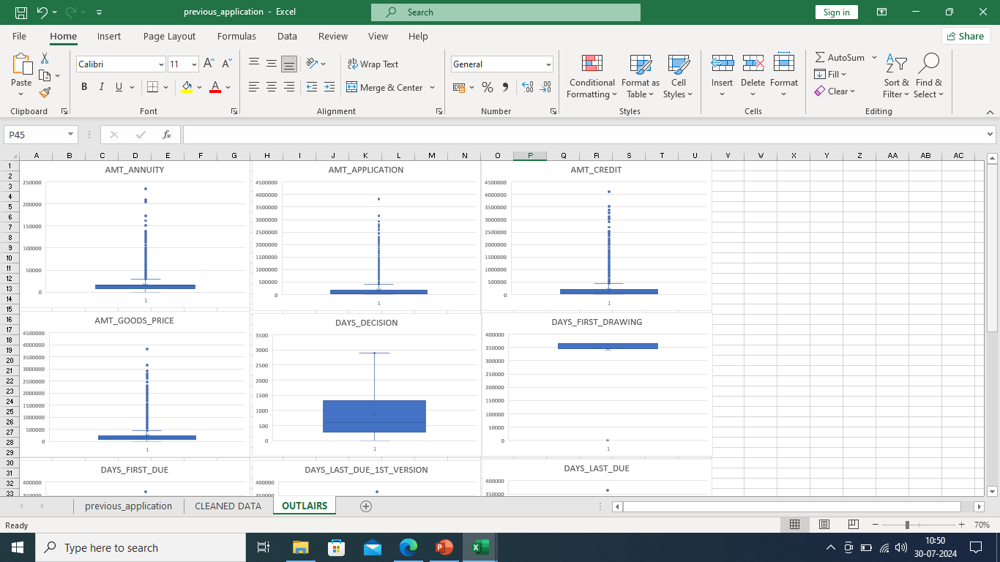 previous_application - Excel
Search
Sign in
File Home Insert Page Layout Formulas Data Review View Help
Share
Paste
Clipboard
Calibri 11
B I U
Font
Wrap Text
Merge & Center
Alignment
General
Number
Conditional Formatting
Format as Table
Cell Styles
Styles
Insert Delete Format
Cells
AutoSum
Fill
Clear
Sort & Filter
Find & Select
Editing
P45
fx
A B C D E F G H I J K L M N O P Q R S T U V W X Y Z AA AB AC
1
2
3
4
5
6
7
8
9
10
11
12
13
14
15
16
17
18
19
20
21
22
23
24
25
26
27
28
29
30
31
32
33
AMT_ANNUITY
250000
200000
150000
100000
50000
0
1
AMT_APPLICATION
4500000
4000000
3500000
3000000
2500000
2000000
1500000
1000000
500000
0
1
AMT_CREDIT
4500000
4000000
3500000
3000000
2500000
2000000
1500000
1000000
500000
0
1
AMT_GOODS_PRICE
4500000
4000000
3500000
3000000
2500000
2000000
1500000
1000000
500000
0
1
DAYS_DECISION
3500
3000
2500
2000
1500
1000
500
0
1
DAYS_FIRST_DRAWING
400000
350000
300000
250000
200000
150000
100000
50000
0
1
DAYS_FIRST_DUE
400000
350000
DAYS_LAST_DUE_1ST_VERSION
400000
350000
DAYS_LAST_DUE
400000
350000
previous_application CLEANED DATA OUTLAIRS
Ready
70%
Type here to search
10:50
30-07-2024